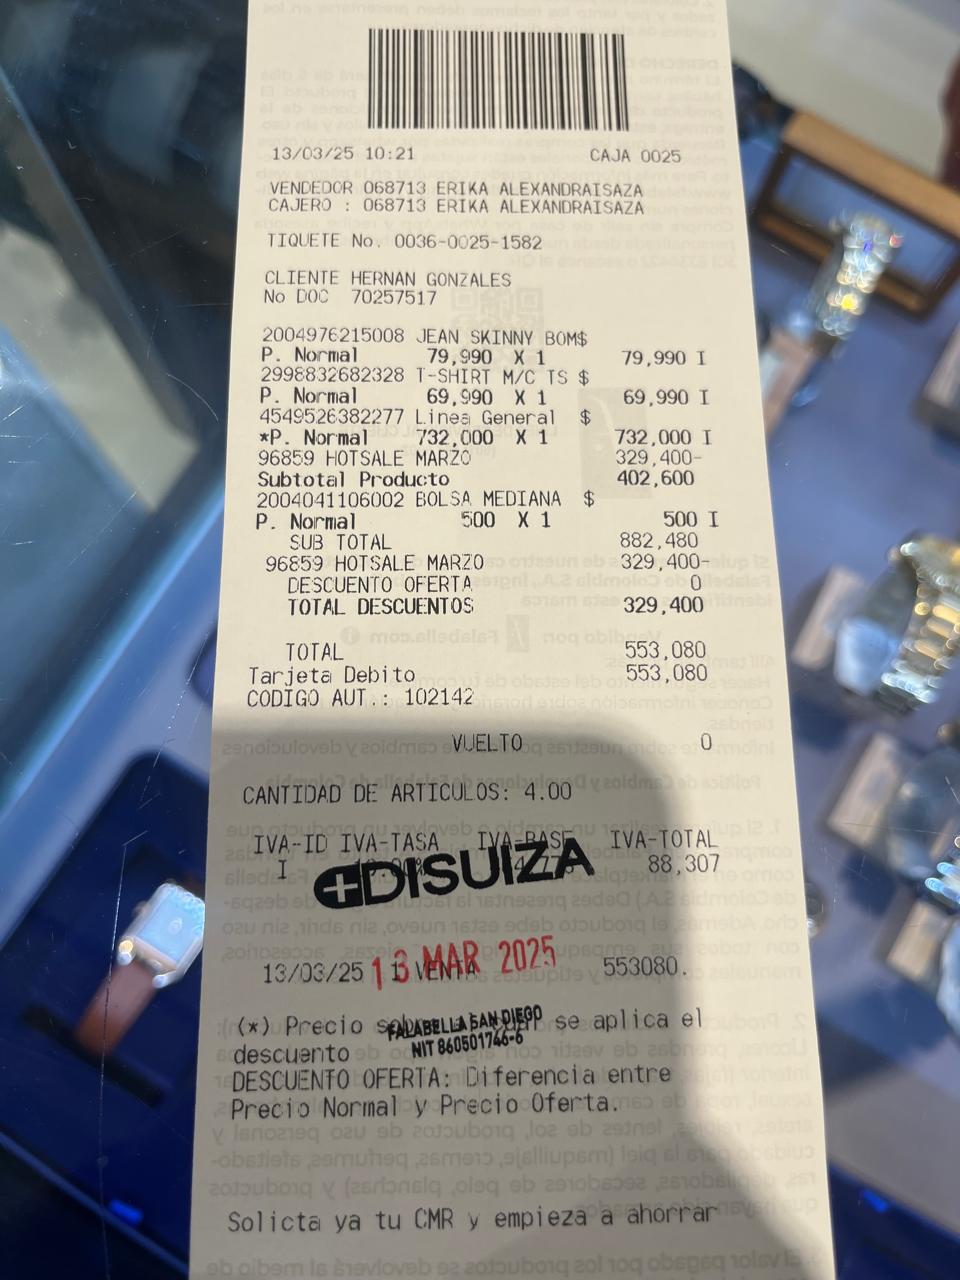 13/03/25 10:21 CAJA 0025
VENDEDOR 068713 ERIKA ALEXANDRAISAZA
CAJERO : 068713 ERIKA ALEXANDRAISAZA
TIQUETE No. 0036-0025-1582
CLIENTE HERNAN GONZALES
No DOC 70257517
2004976215008 JEAN SKINNY BOM$
P. Normal 79,990 X 1 79,990 I
2998832682328 T-SHIRT M/C TS $
P. Normal 69,990 X 1 69,990 I
4549526382277 Linea General $
*P. Normal 732,000 X 1 732,000 I
96859 HOTSALE MARZO 329,400-
Subtotal Producto 402,600
2004041106002 BOLSA MEDIANA $
P. Normal 500 X 1 500 I
SUB TOTAL 882,480
96859 HOTSALE MARZO 329,400-
DESCUENTO OFERTA 0
TOTAL DESCUENTOS 329,400
TOTAL 553,080
Tarjeta Debito 553,080
CODIGO AUT.: 102142
VUELTO 0
CANTIDAD DE ARTICULOS: 4.00
IVA-ID IVA-TASA IVA-BASE IVA-TOTAL
I 88,307
DISUIZA
13/03/25 VENTA 553080.
13 MAR 2025
(*) Precio se aplica el
FALABELLA SAN DIEGO
NIT 860501746-6
descuento
DESCUENTO OFERTA: Diferencia entre
Precio Normal y Precio Oferta.
Solicta ya tu CMR y empieza a ahorrar